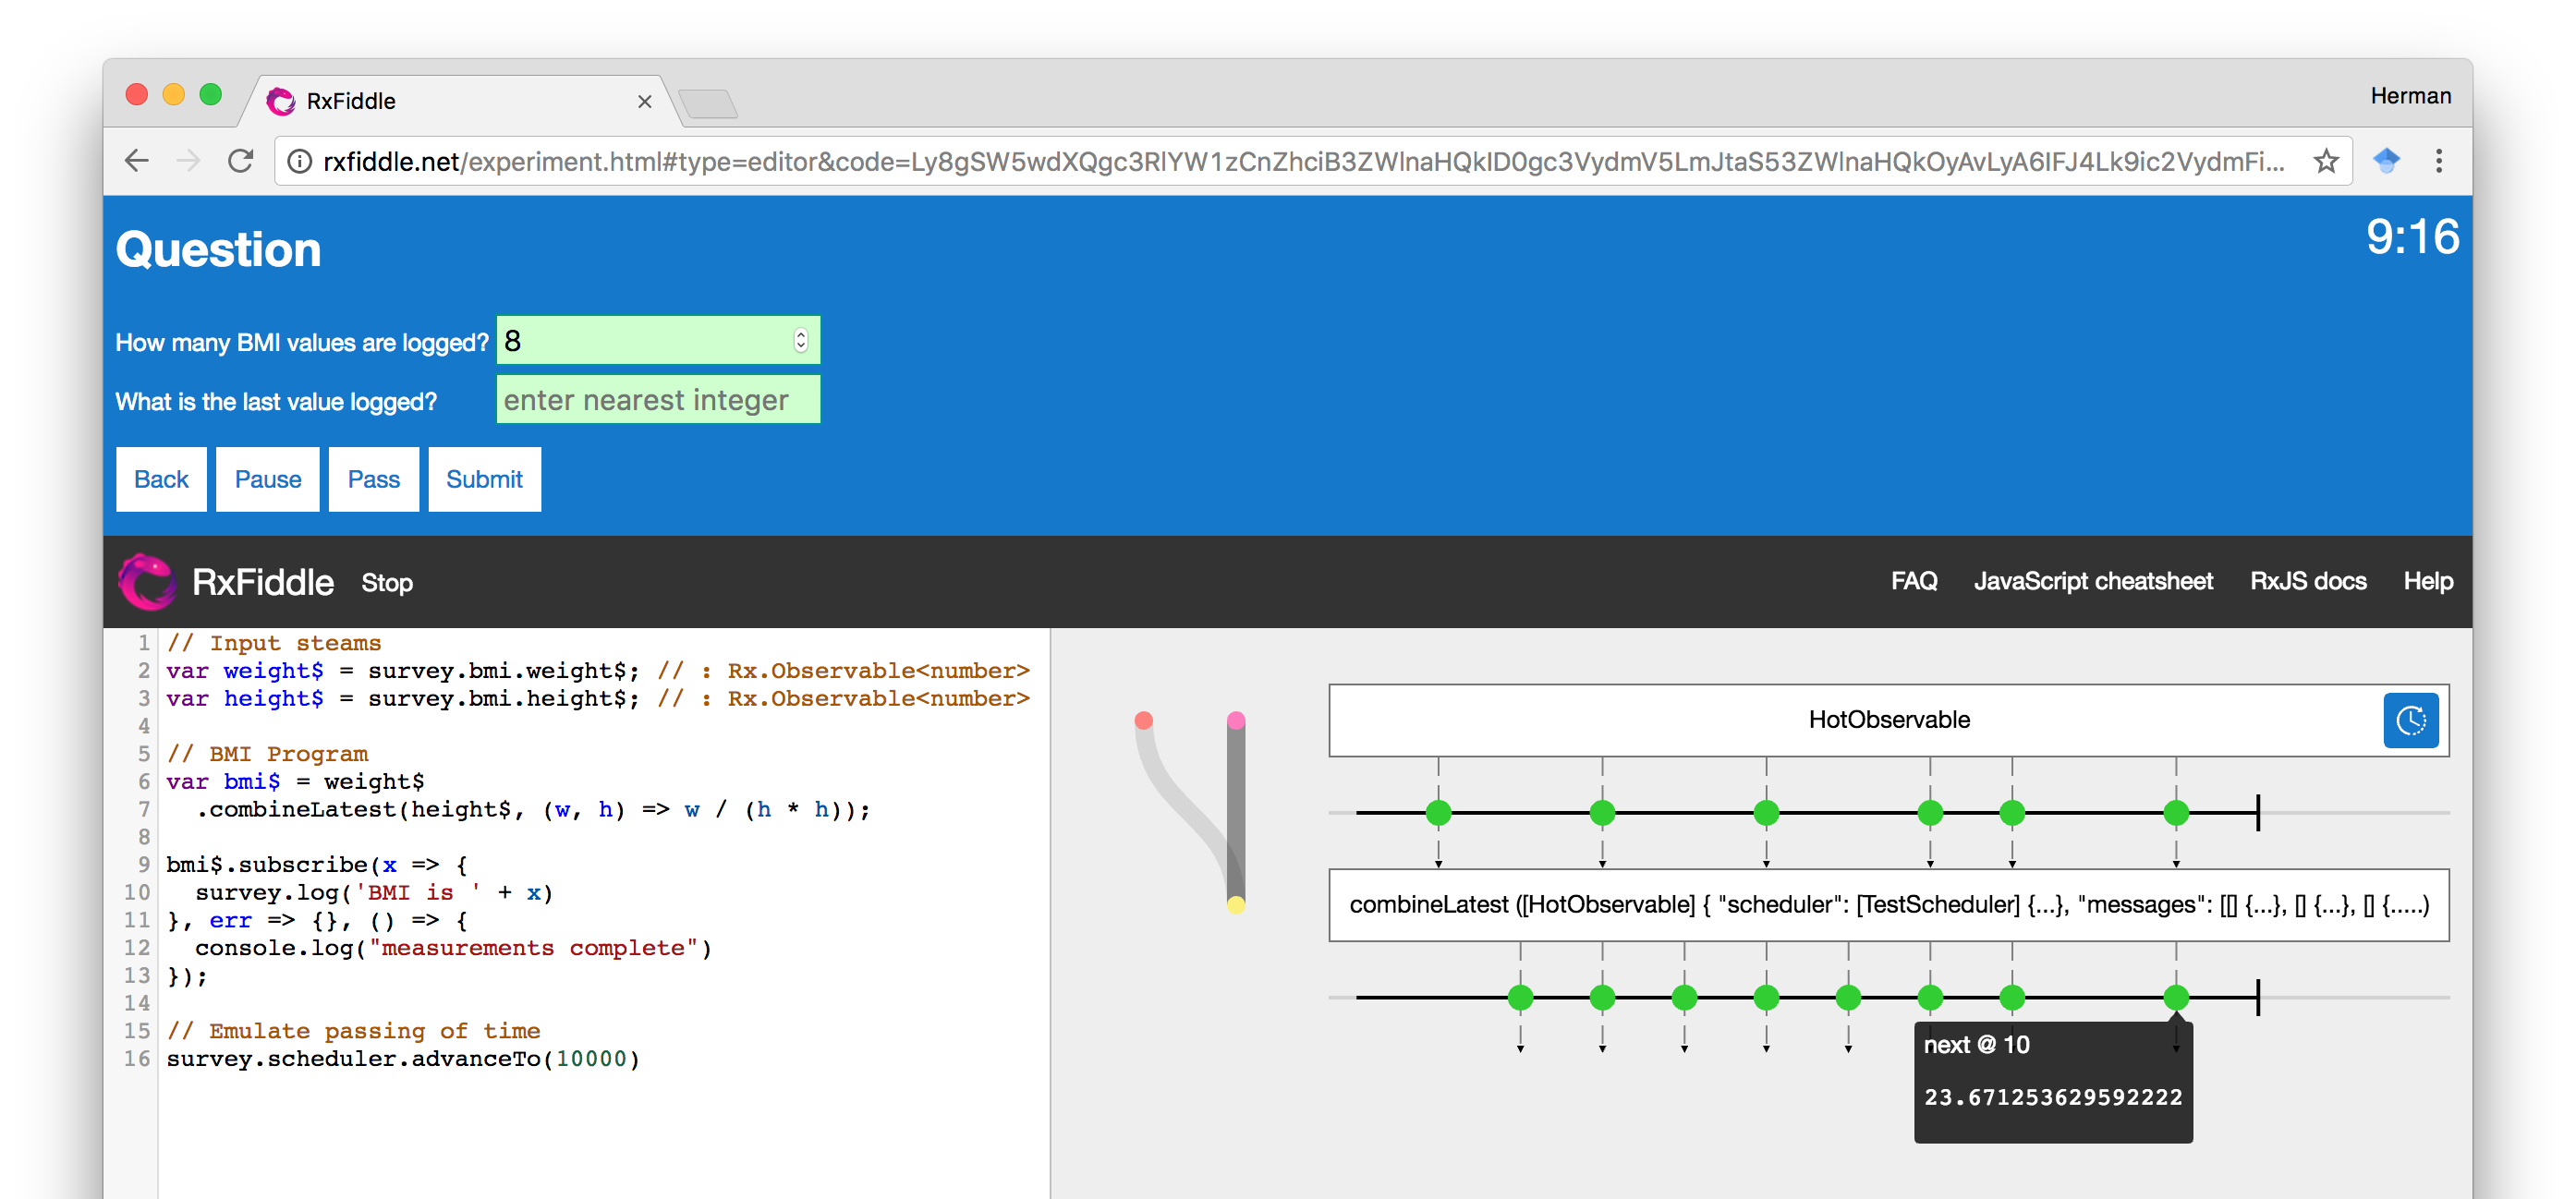 RxFiddle
Herman
rxfiddle.net/experiment.html#type=editor&code=Ly8gSW5wdXQgc3RlYW1zCnZhciB3ZWlnaHQkID0gc3VydmV5LmJtaS53ZWlnaHQkOyAvLyA6IFJ4Lk9ic2VydmFi...
Question
9:16
How many BMI values are logged? 8
What is the last value logged? enter nearest integer
Back Pause Pass Submit
RxFiddle Stop FAQ JavaScript cheatsheet RxJS docs Help
1 // Input steams
2 var weight$ = survey.bmi.weight$; // : Rx.Observable<number>
3 var height$ = survey.bmi.height$; // : Rx.Observable<number>
4
5 // BMI Program
6 var bmi$ = weight$
7 .combineLatest(height$, (w, h) => w / (h * h));
8
9 bmi$.subscribe(x => {
10 survey.log('BMI is ' + x)
11 }, err => {}, () => {
12 console.log("measurements complete")
13 });
14
15 // Emulate passing of time
16 survey.scheduler.advanceTo(10000)
HotObservable
combineLatest ([HotObservable] { "scheduler": [TestScheduler] {...}, "messages": [[] {...}, [] {...}, [] {.....)
next @ 10
23.671253629592222